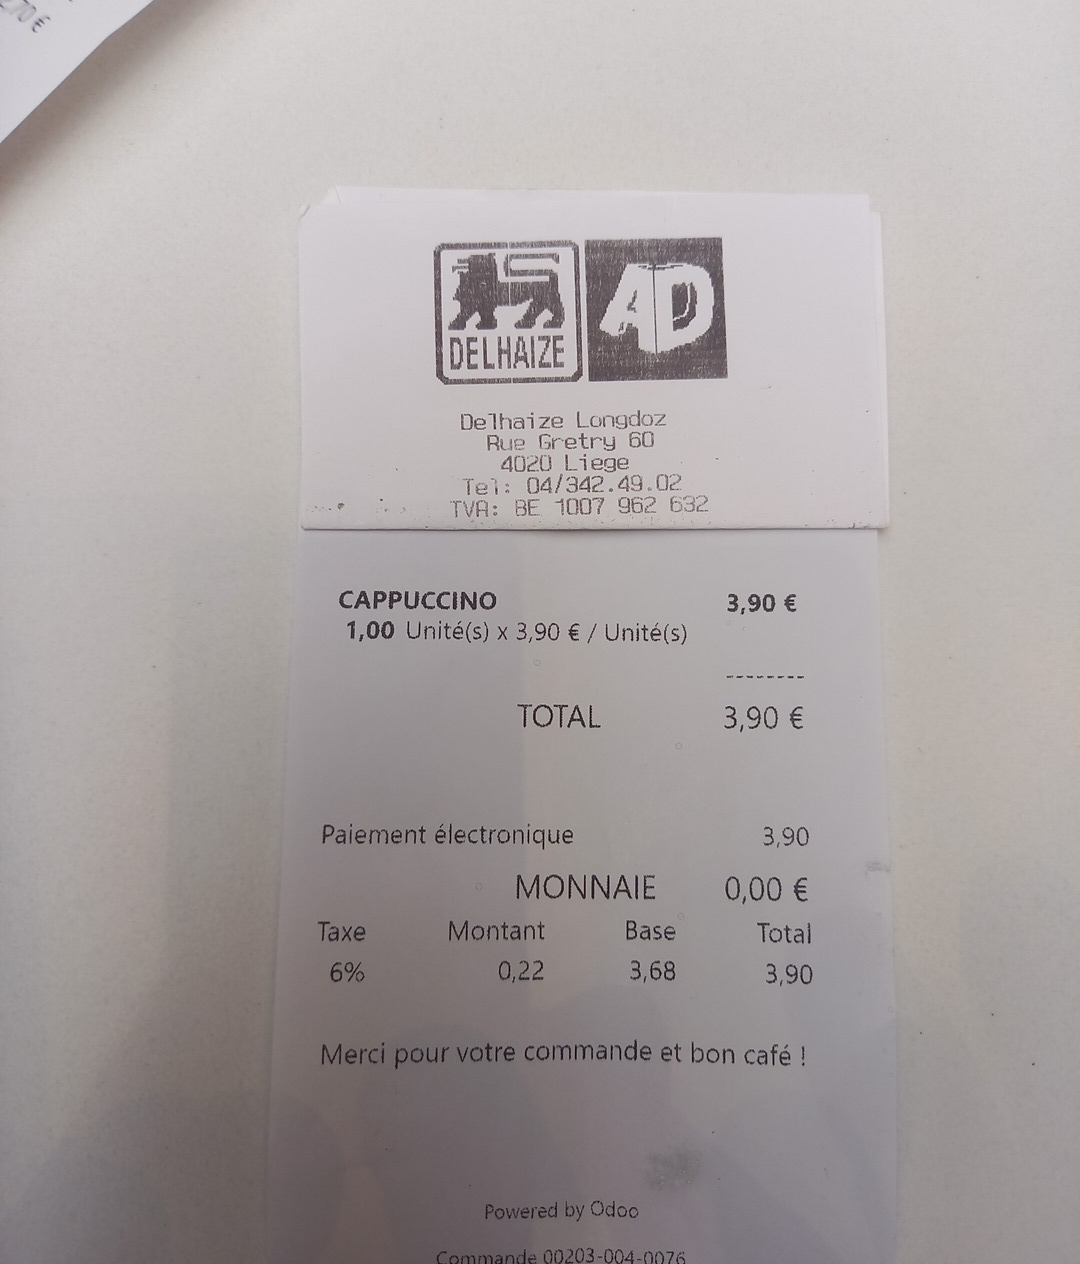 2,70 €
DELHAIZE
AD
Delhaize Longdoz
Rue Gretry 60
4020 Liege
Tel: 04/342.49.02
TVA: BE 1007 962 632
CAPPUCCINO 3,90 €
1,00 Unité(s) x 3,90 € / Unité(s)
--------
TOTAL 3,90 €
Paiement électronique 3,90
MONNAIE 0,00 €
Taxe Montant Base Total
6% 0,22 3,68 3,90
Merci pour votre commande et bon café !
Powered by Odoo
Commande 00203-004-0076